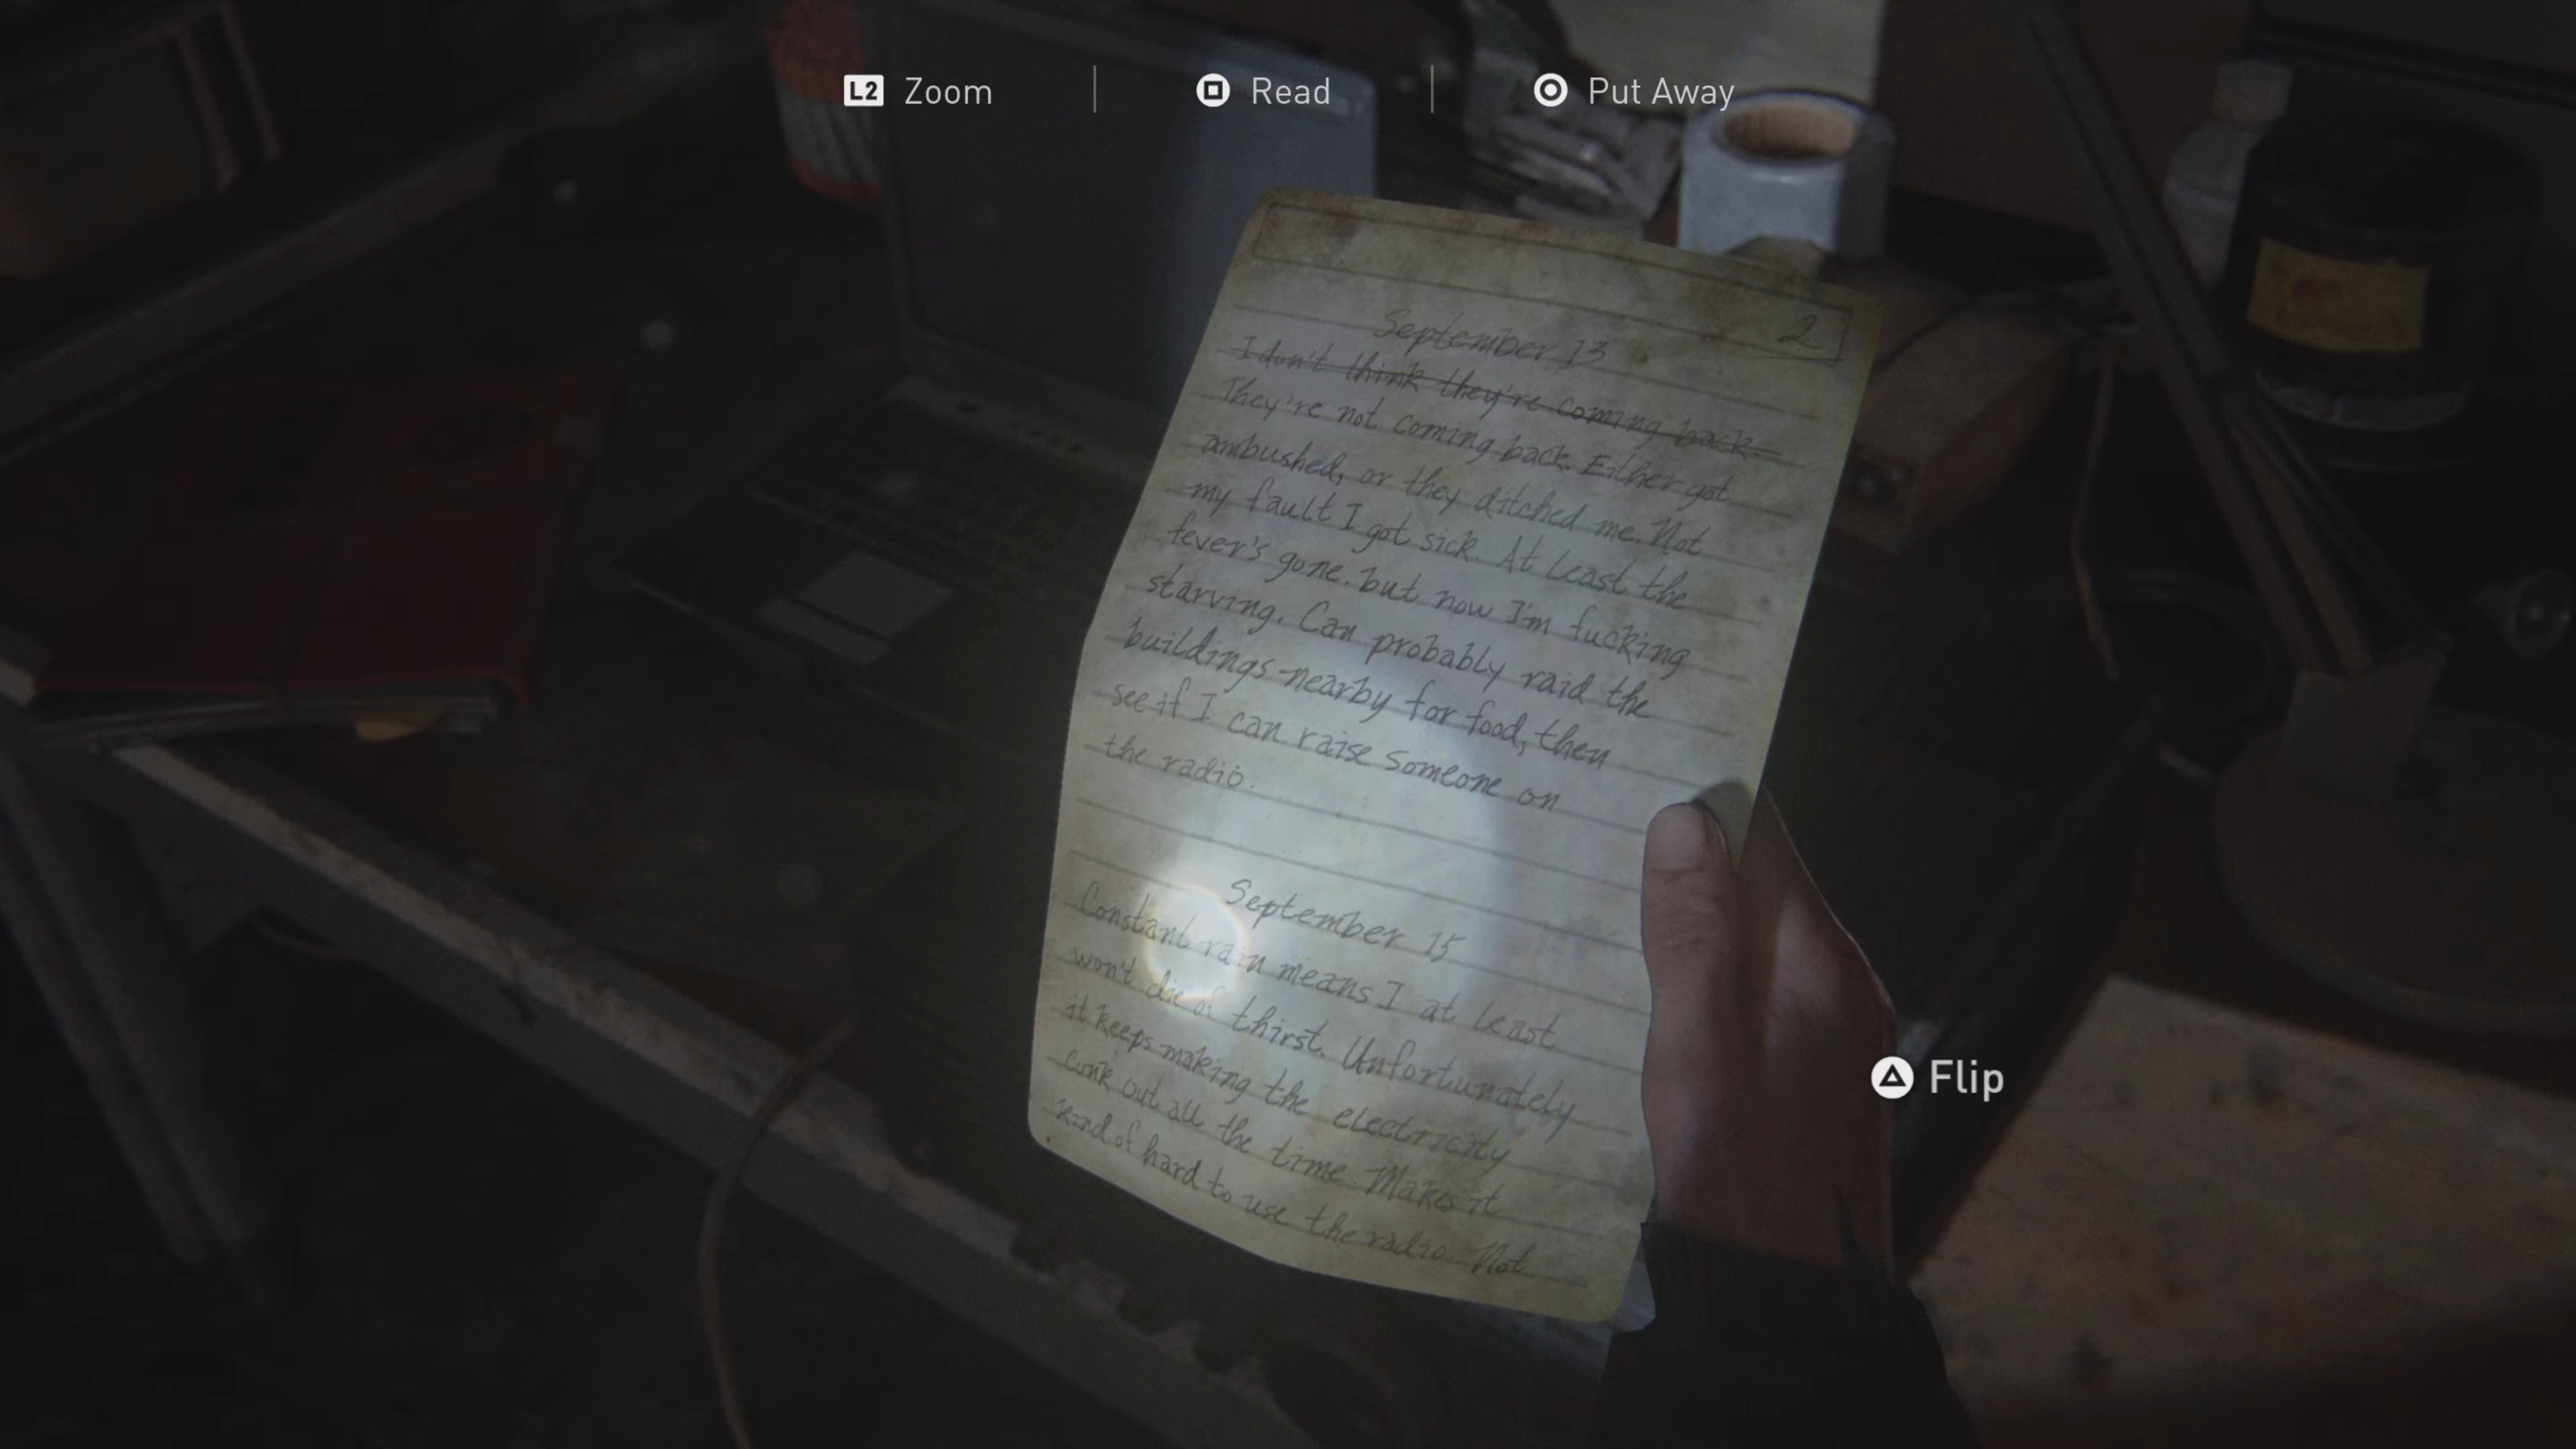 L2 Zoom | Read | Put Away
2
September 13
I don't think they're coming back.
They're not coming back. Either got
ambushed, or they ditched me. Not
my fault I got sick. At least the
fever's gone. but now I'm fucking
starving. Can probably raid the
buildings nearby for food, then
see if I can raise someone on
the radio.
September 15
Constant rain means I at least
won't die of thirst. Unfortunately
it keeps making the electricity
conk out all the time. Makes it
kind of hard to use the radio. Not
Flip